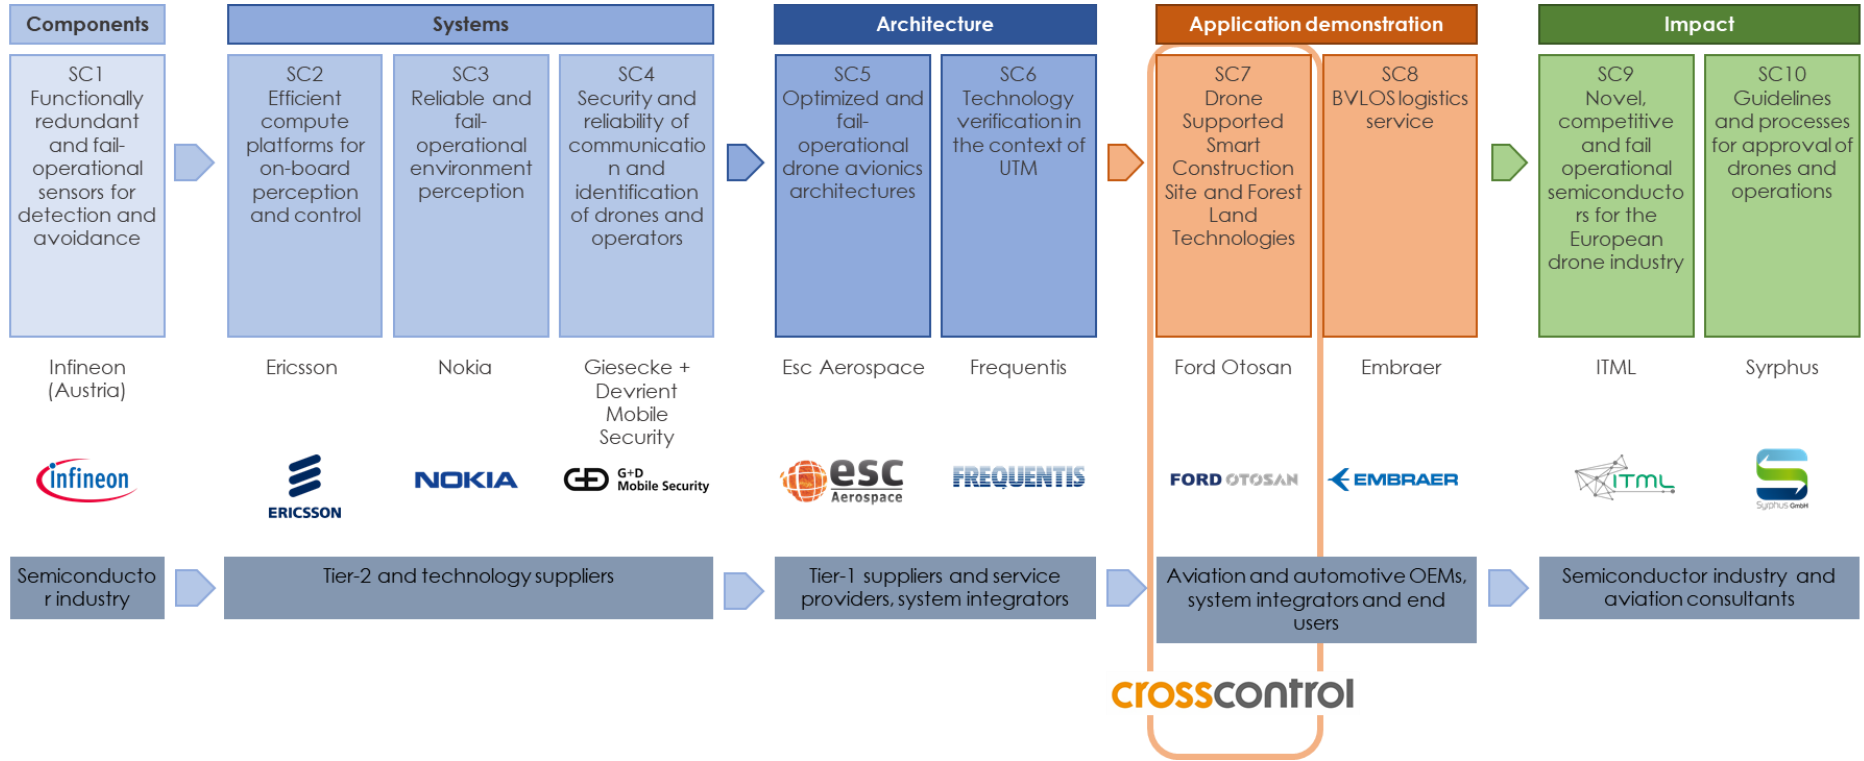 Components
Systems
Architecture
Application demonstration
Impact
SC1
Functionally
redundant
and fail-
operational
sensors for
detection and
avoidance
SC2
Efficient
compute
platforms for
on-board
perception
and control
SC3
Reliable and
fail-
operational
environment
perception
SC4
Security and
reliability of
communicatio
n and
identification
of drones and
operators
SC5
Optimized and
fail-
operational
drone avionics
architectures
SC6
Technology
verification in
the context of
UTM
SC7
Drone
Supported
Smart
Construction
Site and Forest
Land
Technologies
SC8
BVLOS logistics
service
SC9
Novel,
competitive
and fail
operational
semiconducto
rs for the
European
drone industry
SC10
Guidelines
and processes
for approval of
drones and
operations
Infineon
(Austria)
Ericsson
Nokia
Giesecke +
Devrient
Mobile
Security
Esc Aerospace
Frequentis
Ford Otosan
Embraer
ITML
Syrphus
infineon
ERICSSON
NOKIA
G+D
Mobile Security
esc
Aerospace
FREQUENTIS
FORD OTOSAN
EMBRAER
ITML
Syrphus GmbH
Semiconducto
r industry
Tier-2 and technology suppliers
Tier-1 suppliers and service
providers, system integrators
Aviation and automotive OEMs,
system integrators and end
users
Semiconductor industry and
aviation consultants
crosscontrol